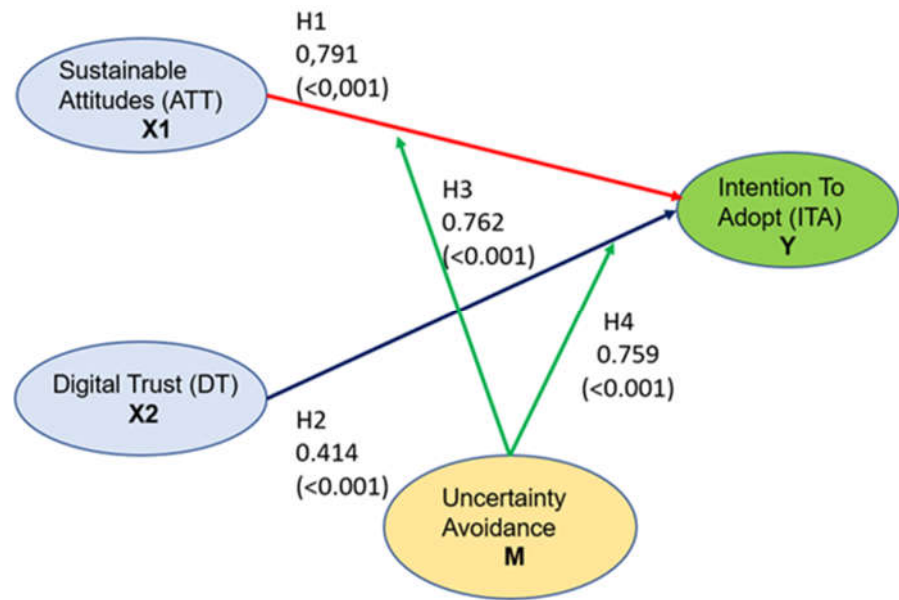 H1
0,791
(<0,001)
Sustainable
Attitudes (ATT)
X1
H3
0.762
(<0.001)
Intention To
Adopt (ITA)
Y
H4
0.759
(<0.001)
Digital Trust (DT)
X2
H2
0.414
(<0.001)
Uncertainty
Avoidance
M